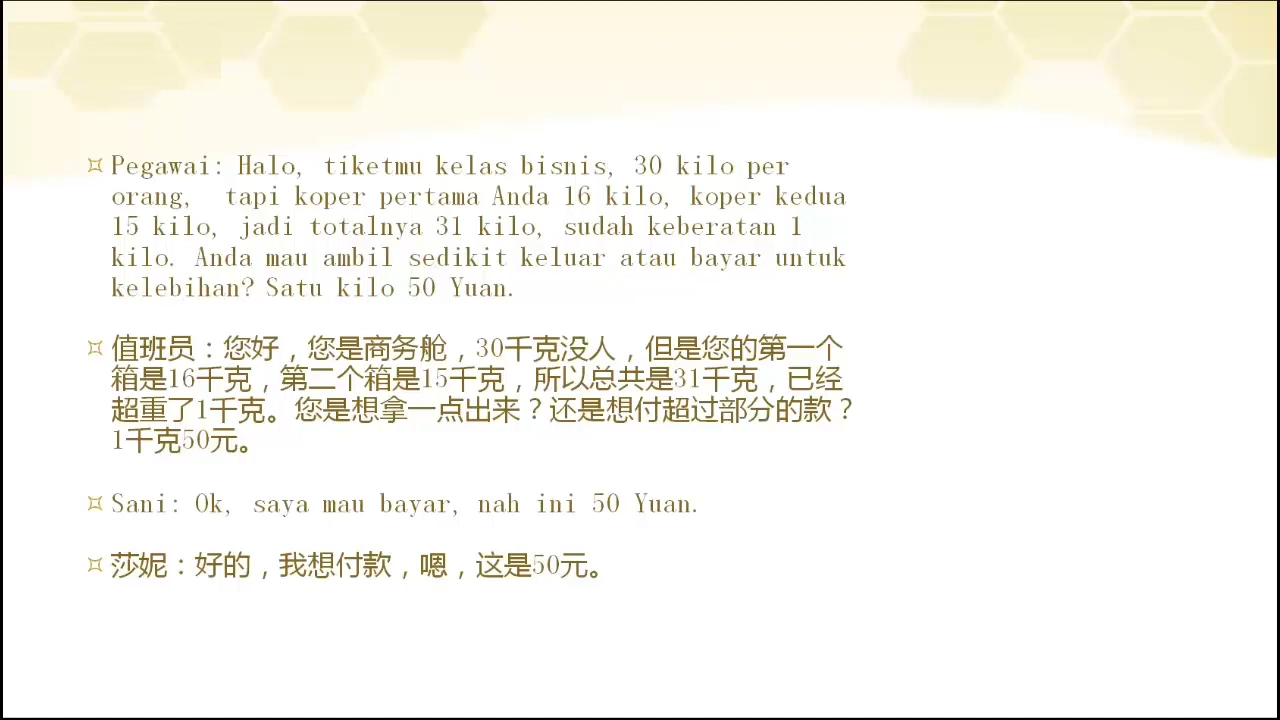 Pegawai: Halo, tiketmu kelas bisnis, 30 kilo per
orang, tapi koper pertama Anda 16 kilo, koper kedua
15 kilo, jadi totalnya 31 kilo, sudah keberatan 1
kilo. Anda mau ambil sedikit keluar atau bayar untuk
kelebihan? Satu kilo 50 Yuan.
值班员：您好，您是商务舱，30千克没人，但是您的第一个
箱是16千克，第二个箱是15千克，所以总共是31千克，已经
超重了1千克。您是想拿一点出来？还是想付超过部分的款？
1千克50元。
Sani: Ok, saya mau bayar, nah ini 50 Yuan.
莎妮：好的，我想付款，嗯，这是50元。